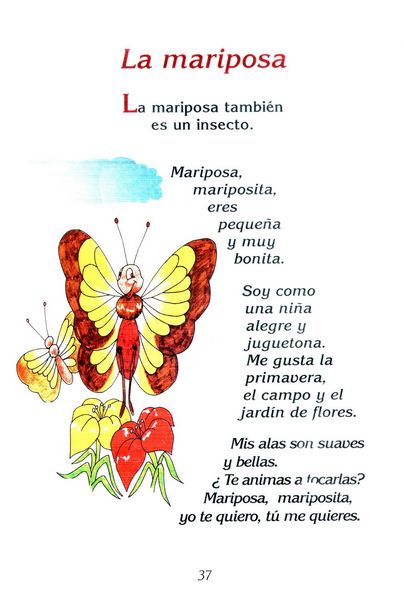 La mariposa
La mariposa también
es un insecto.
Mariposa,
mariposita,
eres
pequeña
y muy
bonita.
Soy como
una niña
alegre y
juguetona.
Me gusta la
primavera,
el campo y el
jardín de flores.
Mis alas son suaves
y bellas.
¿Te animas a tocarlas?
Mariposa, mariposita,
yo te quiero, tú me quieres.
37